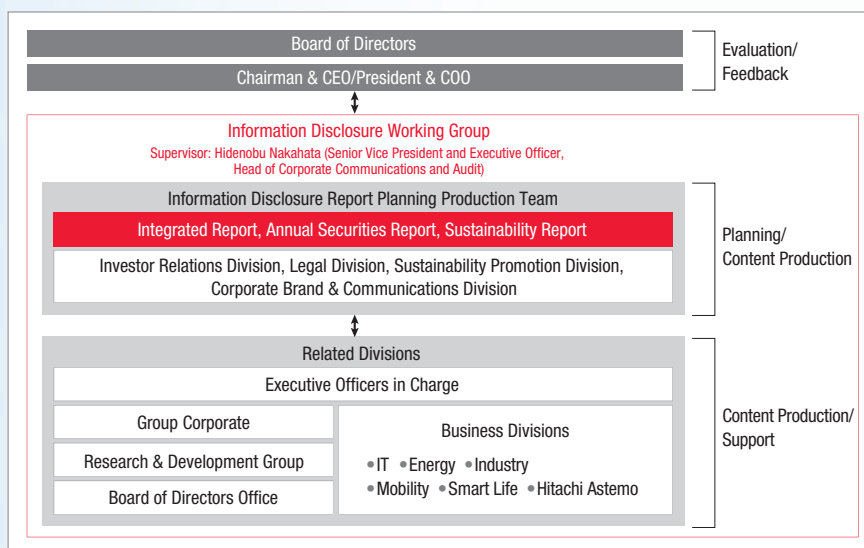 Board of Directors
Chairman & CEO/President & COO
Evaluation/
Feedback
Information Disclosure Working Group
Supervisor: Hidenobu Nakahata (Senior Vice President and Executive Officer,
Head of Corporate Communications and Audit)
Information Disclosure Report Planning Production Team
Integrated Report, Annual Securities Report, Sustainability Report
Investor Relations Division, Legal Division, Sustainability Promotion Division,
Corporate Brand & Communications Division
Planning/
Content Production
Related Divisions
Executive Officers in Charge
Group Corporate
Research & Development Group
Board of Directors Office
Business Divisions
●IT ●Energy ●Industry
●Mobility ●Smart Life ●Hitachi Astemo
Content Production/
Support